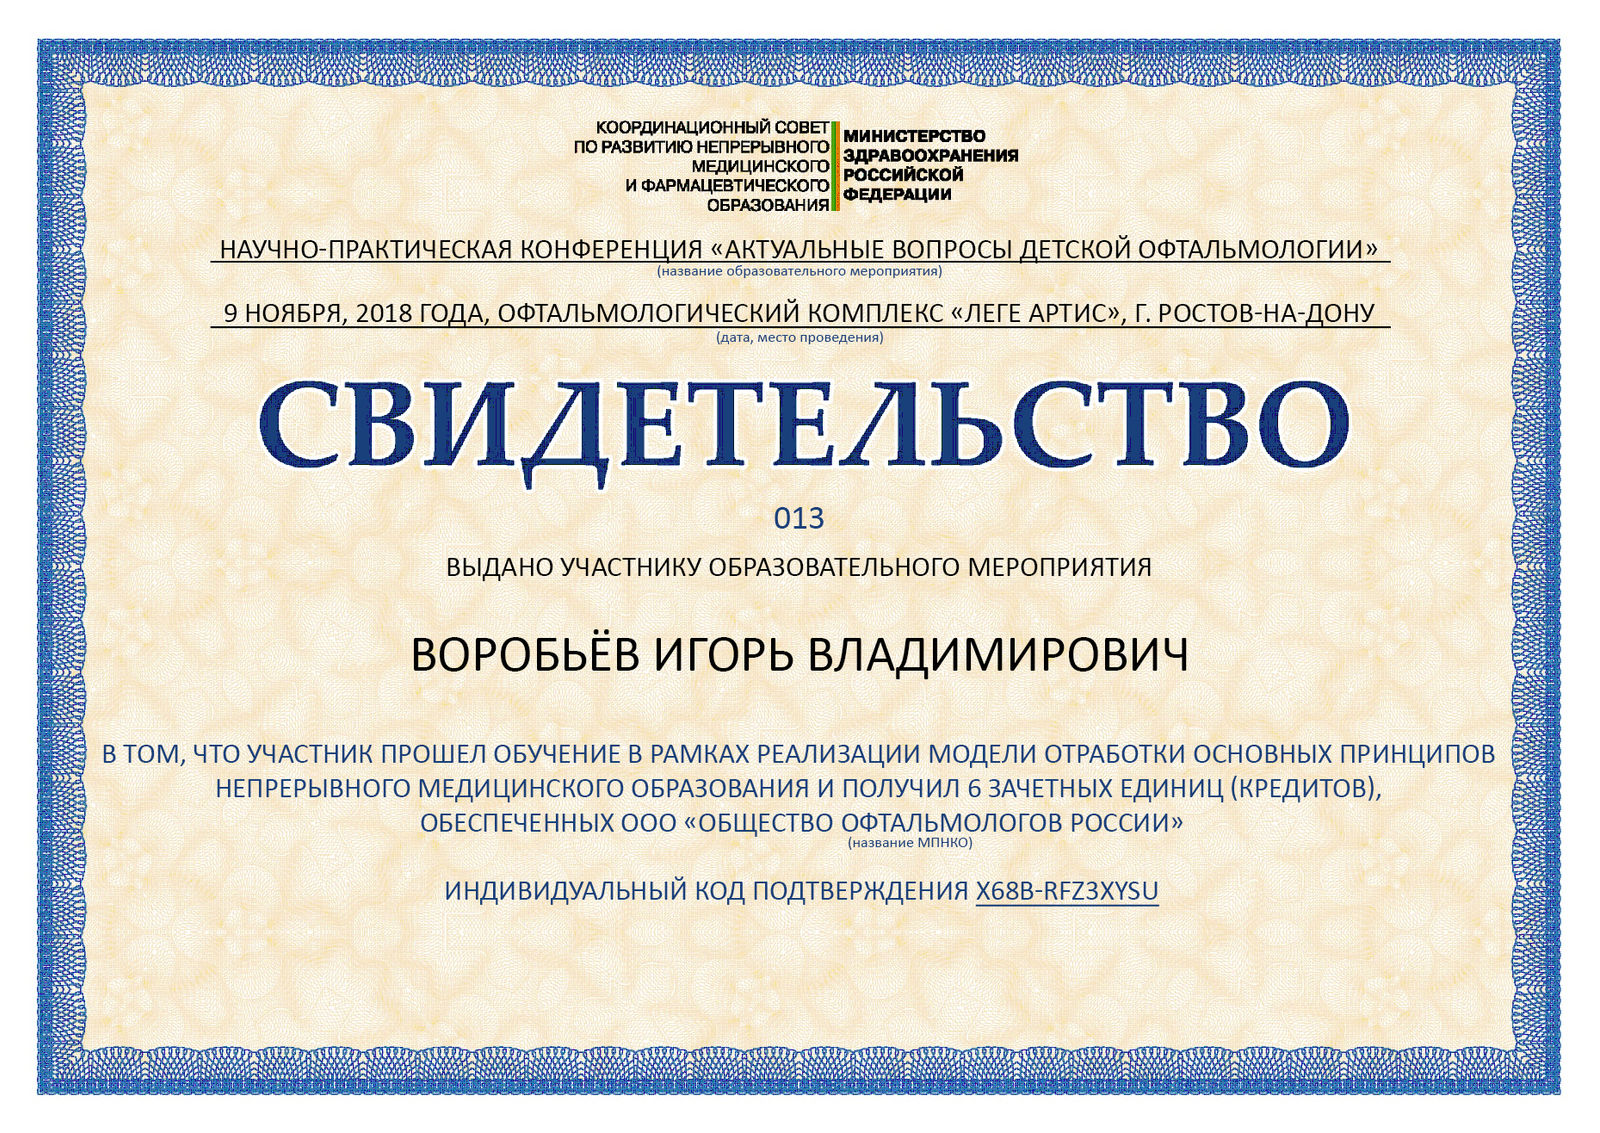 КООРДИНАЦИОННЫЙ СОВЕТ
ПО РАЗВИТИЮ НЕПРЕРЫВНОГО
МЕДИЦИНСКОГО
И ФАРМАЦЕВТИЧЕСКОГО
ОБРАЗОВАНИЯ
МИНИСТЕРСТВО
ЗДРАВООХРАНЕНИЯ
РОССИЙСКОЙ
ФЕДЕРАЦИИ
НАУЧНО-ПРАКТИЧЕСКАЯ КОНФЕРЕНЦИЯ «АКТУАЛЬНЫЕ ВОПРОСЫ ДЕТСКОЙ ОФТАЛЬМОЛОГИИ»
(название образовательного мероприятия)
9 НОЯБРЯ, 2018 ГОДА, ОФТАЛЬМОЛОГИЧЕСКИЙ КОМПЛЕКС «ЛЕГЕ АРТИС», Г. РОСТОВ-НА-ДОНУ
(дата, место проведения)
СВИДЕТЕЛЬСТВО
013
ВЫДАНО УЧАСТНИКУ ОБРАЗОВАТЕЛЬНОГО МЕРОПРИЯТИЯ
ВОРОБЬЁВ ИГОРЬ ВЛАДИМИРОВИЧ
В ТОМ, ЧТО УЧАСТНИК ПРОШЕЛ ОБУЧЕНИЕ В РАМКАХ РЕАЛИЗАЦИИ МОДЕЛИ ОТРАБОТКИ ОСНОВНЫХ ПРИНЦИПОВ
НЕПРЕРЫВНОГО МЕДИЦИНСКОГО ОБРАЗОВАНИЯ И ПОЛУЧИЛ 6 ЗАЧЕТНЫХ ЕДИНИЦ (КРЕДИТОВ),
ОБЕСПЕЧЕННЫХ ООО «ОБЩЕСТВО ОФТАЛЬМОЛОГОВ РОССИИ»
(название МПНКО)
ИНДИВИДУАЛЬНЫЙ КОД ПОДТВЕРЖДЕНИЯ X68B-RFZ3XYSU